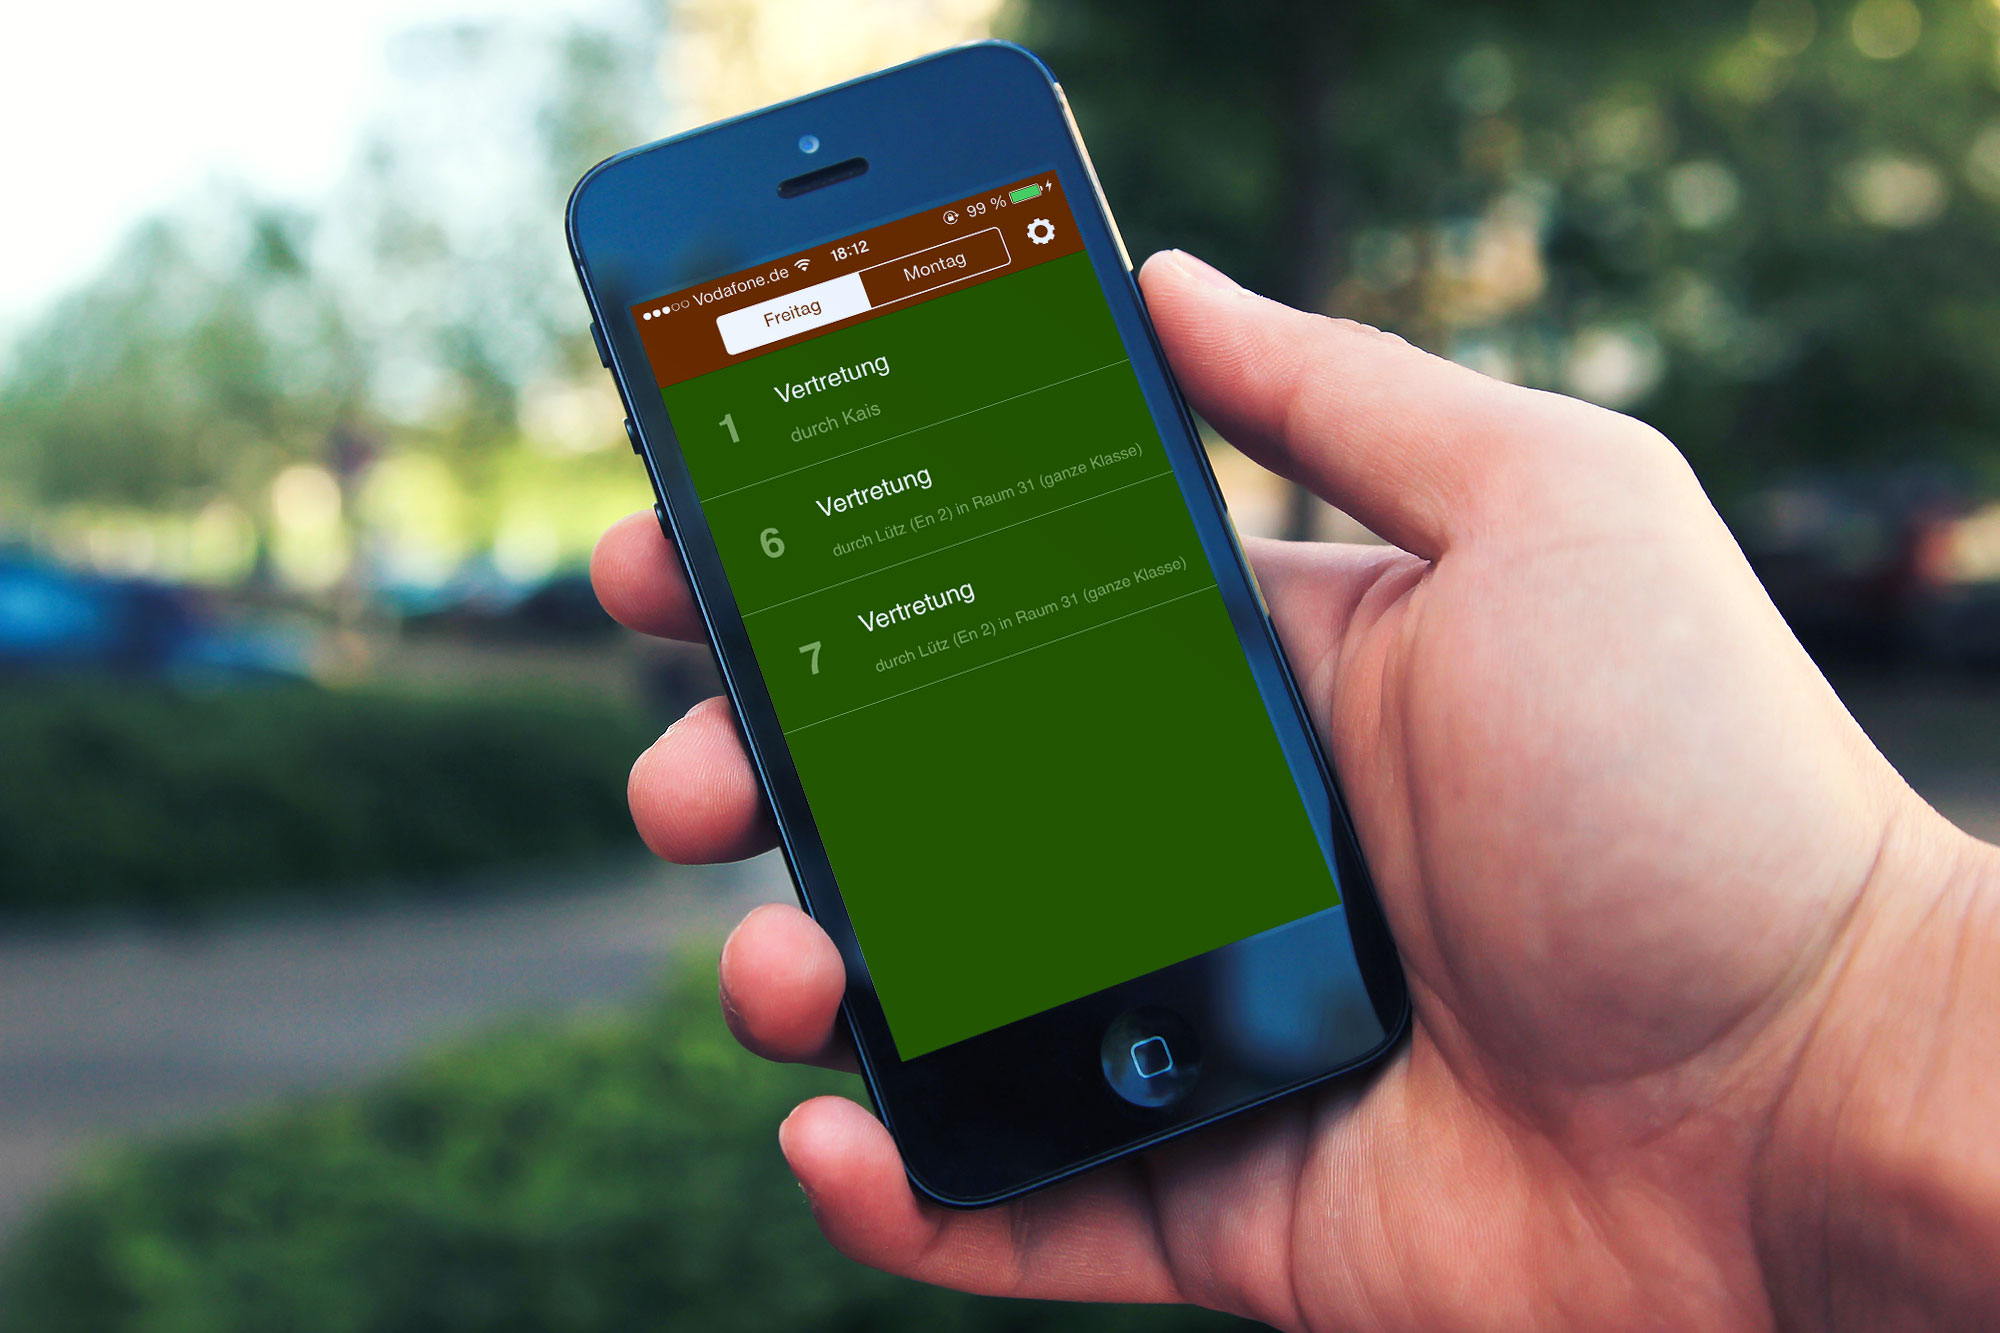 Vodafone.de 18:12 99 %
Freitag Montag
1 Vertretung
durch Kais
6 Vertretung
durch Lütz (En 2) in Raum 31 (ganze Klasse)
7 Vertretung
durch Lütz (En 2) in Raum 31 (ganze Klasse)